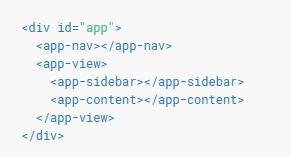 <div id="app">
  <app-nav></app-nav>
  <app-view>
    <app-sidebar></app-sidebar>
    <app-content></app-content>
  </app-view>
</div>